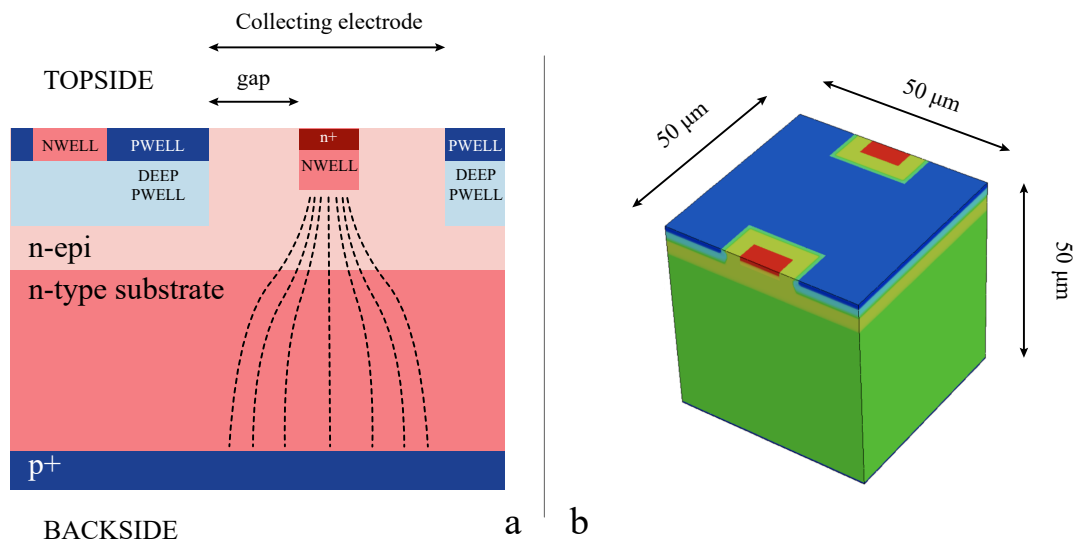 Collecting electrode
TOPSIDE
gap
NWELL
PWELL
DEEP
PWELL
n+
NWELL
PWELL
DEEP
PWELL
n-epi
n-type substrate
p+
BACKSIDE
a
50 μm
50 μm
50 μm
b